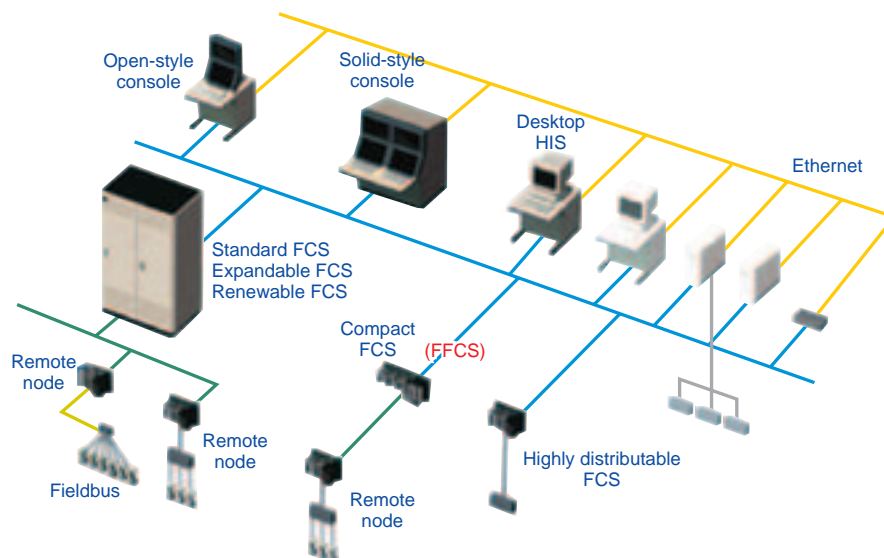 Open-style
console
Solid-style
console
Desktop
HIS
Ethernet
Standard FCS
Expandable FCS
Renewable FCS
Compact
FCS
(FFCS)
Remote
node
Remote
node
Fieldbus
Remote
node
Highly distributable
FCS